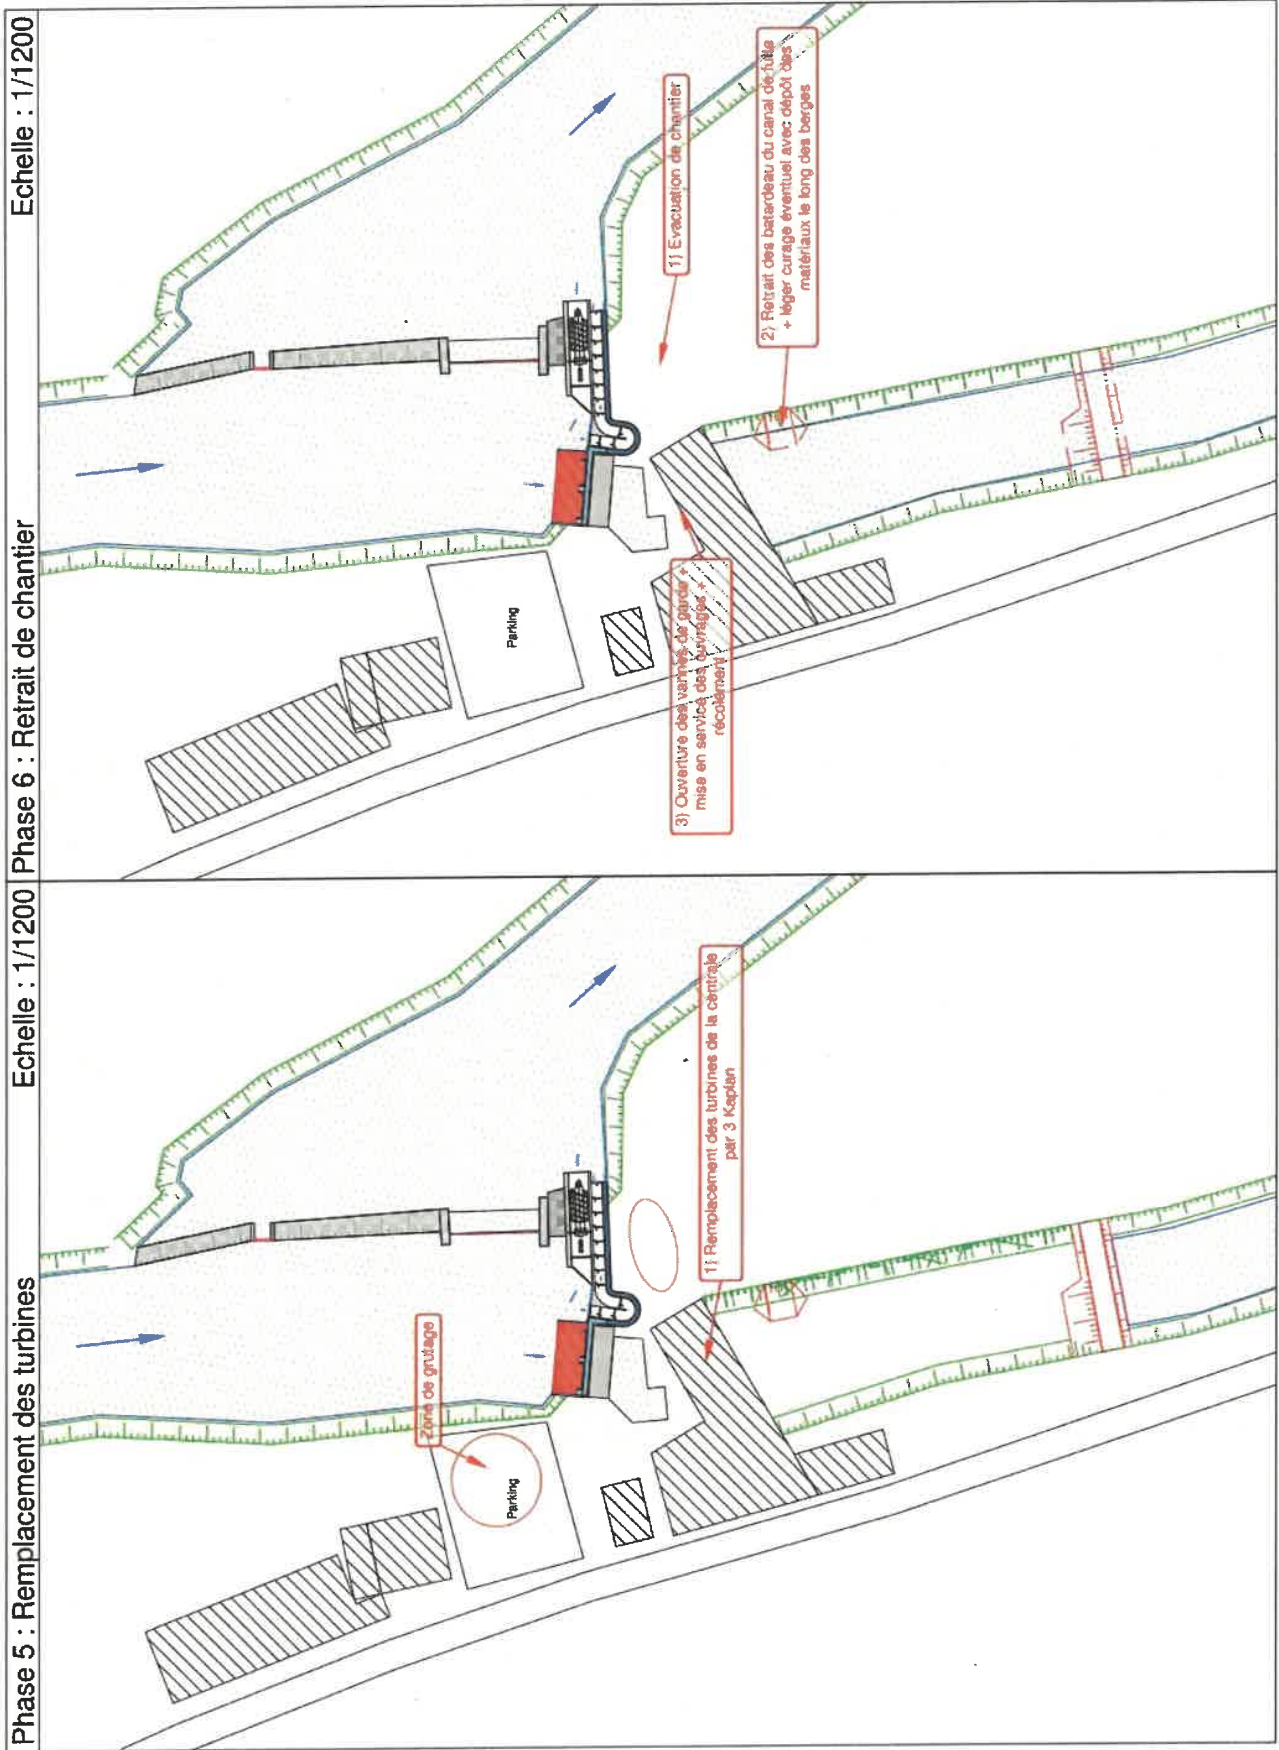 Phase 5 : Remplacement des turbines
Echelle : 1/1200
Zone de grutage
Parking
1) Remplacement des turbines de la centrale
par 3 Kaplan
Phase 6 : Retrait de chantier
Echelle : 1/1200
1) Evacuation de chantier
2) Retrait des batardeau du canal de fuite
+ léger curage éventuel avec dépôt des
matériaux le long des berges
Parking
3) Ouverture des vannes de garde +
mise en service des ouvrages +
récolement